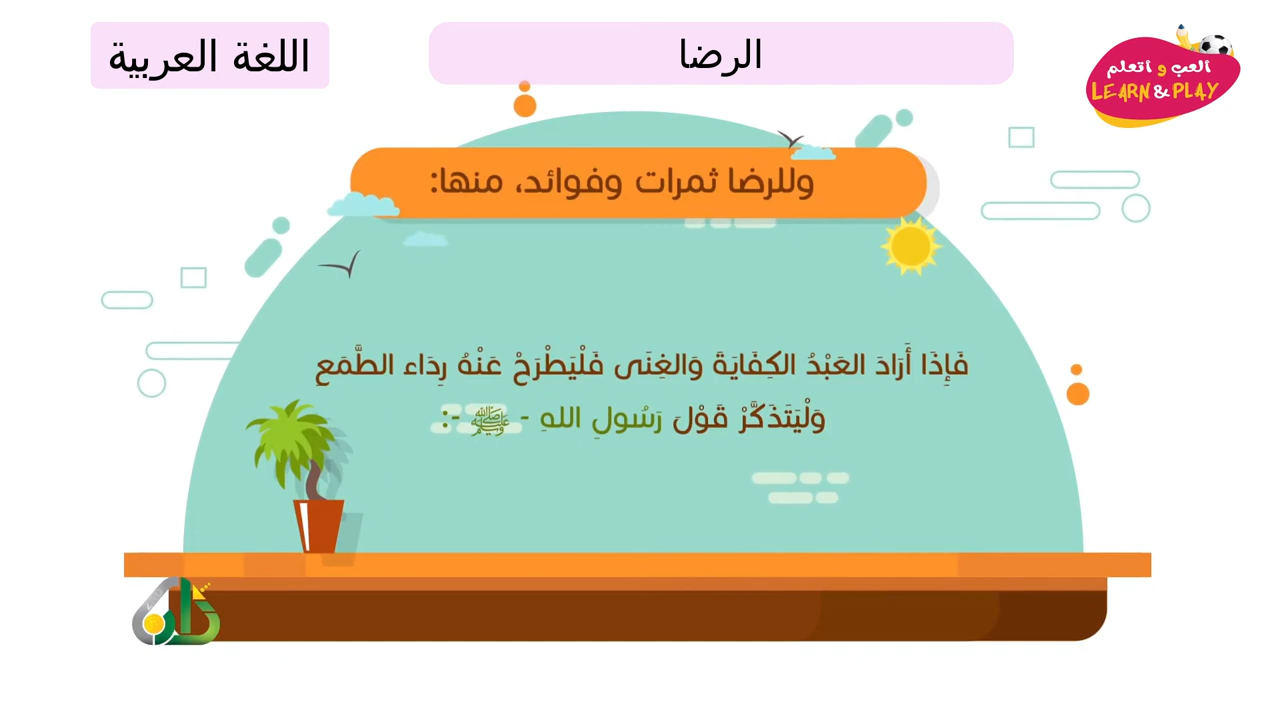 اللغة العربية
الرضا
العب و اتعلم
LEARN & PLAY
وللرضا ثمرات وفوائد، منها:
فَإِذَا أَرَادَ العَبْدُ الكِفَايَةَ وَالغِنَى فَلْيَطْرَحْ عَنْهُ رِدَاء الطَّمَعِ
وَلْيَتَذَكَّرْ قَوْلَ رَسُولِ اللهِ - ﷺ -: